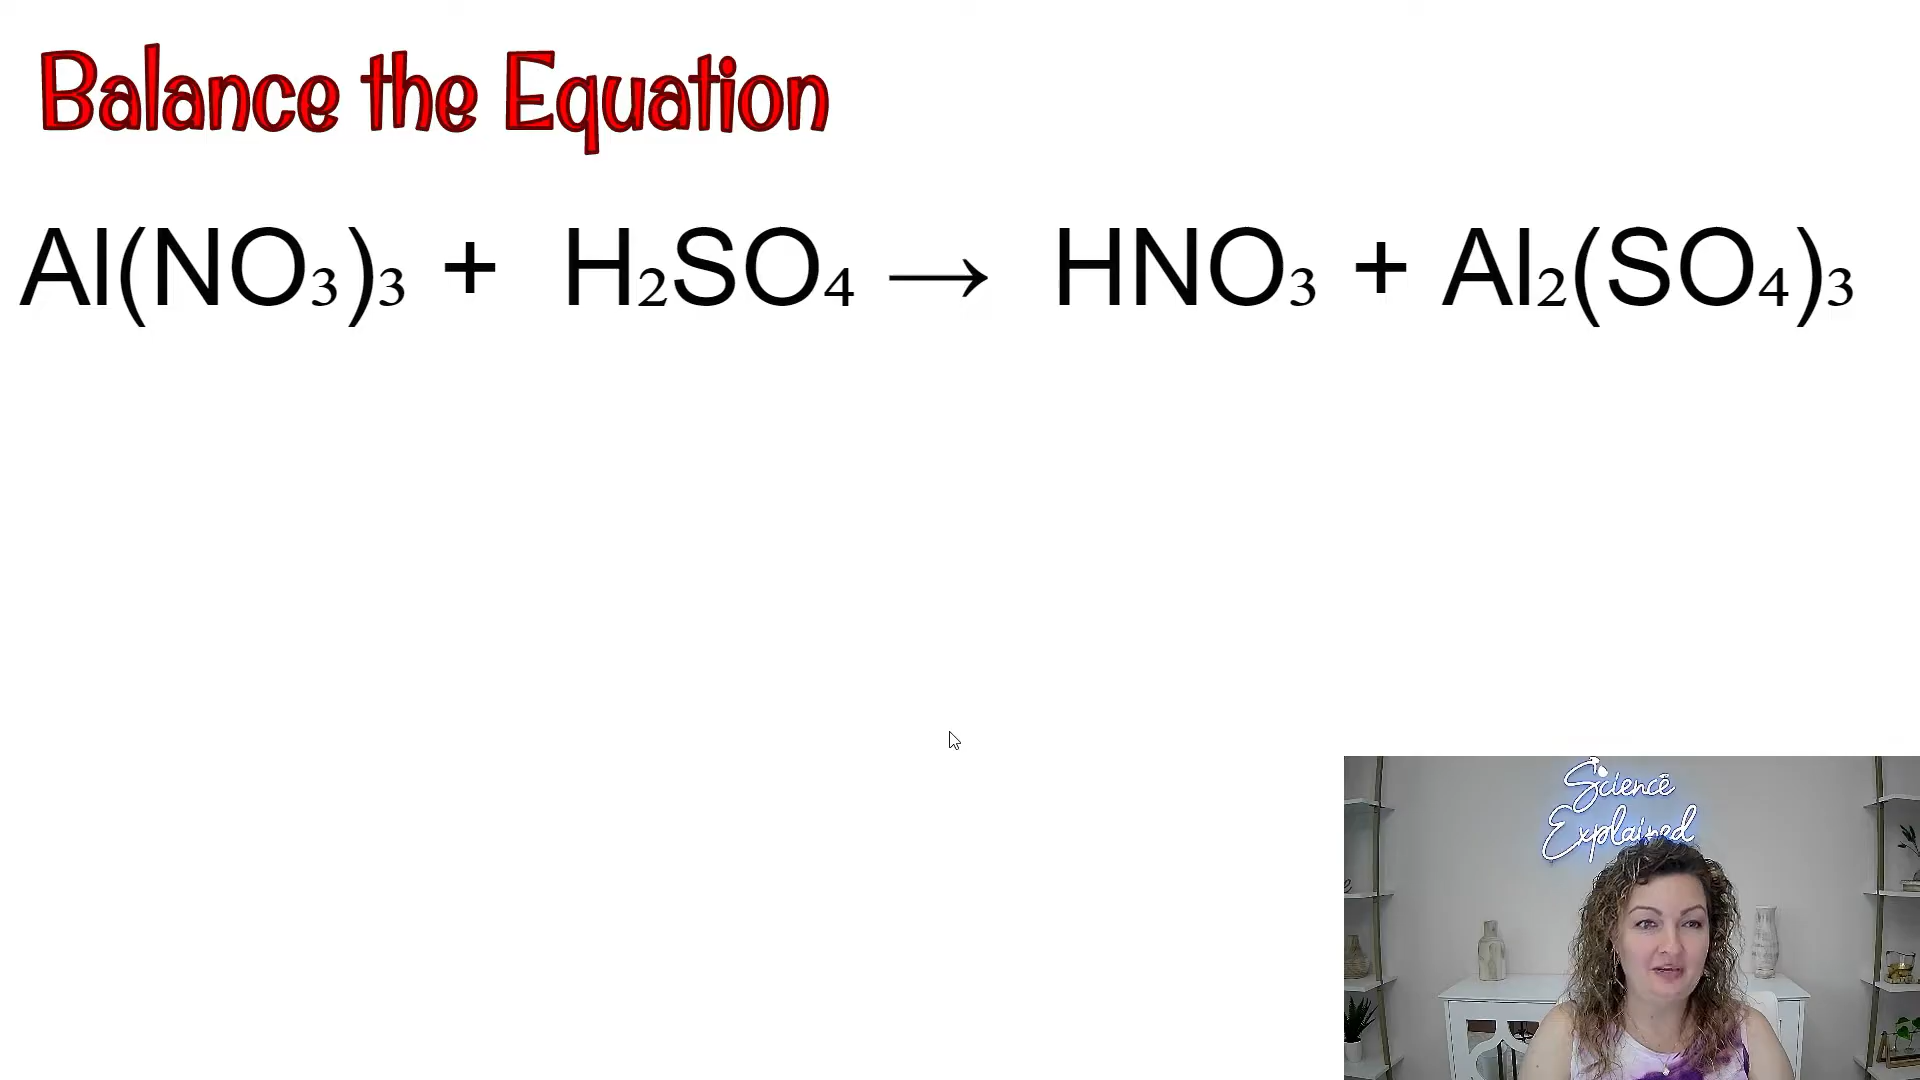 Balance the Equation
Al(NO₃)₃ + H₂SO₄ → HNO₃ + Al₂(SO₄)₃
Science
Explained